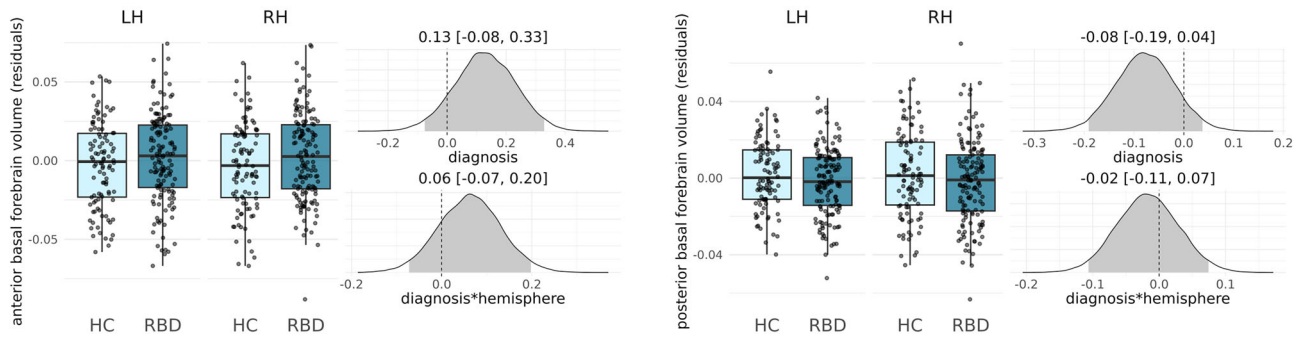 LH RH
anterior basal forebrain volume (residuals)
0.05
0.00
-0.05
HC RBD HC RBD
0.13 [-0.08, 0.33]
-0.2 0.0 0.2 0.4
diagnosis
0.06 [-0.07, 0.20]
-0.2 0.0 0.2
diagnosis*hemisphere
LH RH
posterior basal forebrain volume (residuals)
0.04
0.00
-0.04
HC RBD HC RBD
-0.08 [-0.19, 0.04]
-0.3 -0.2 -0.1 0.0 0.1 0.2
diagnosis
-0.02 [-0.11, 0.07]
-0.2 -0.1 0.0 0.1
diagnosis*hemisphere